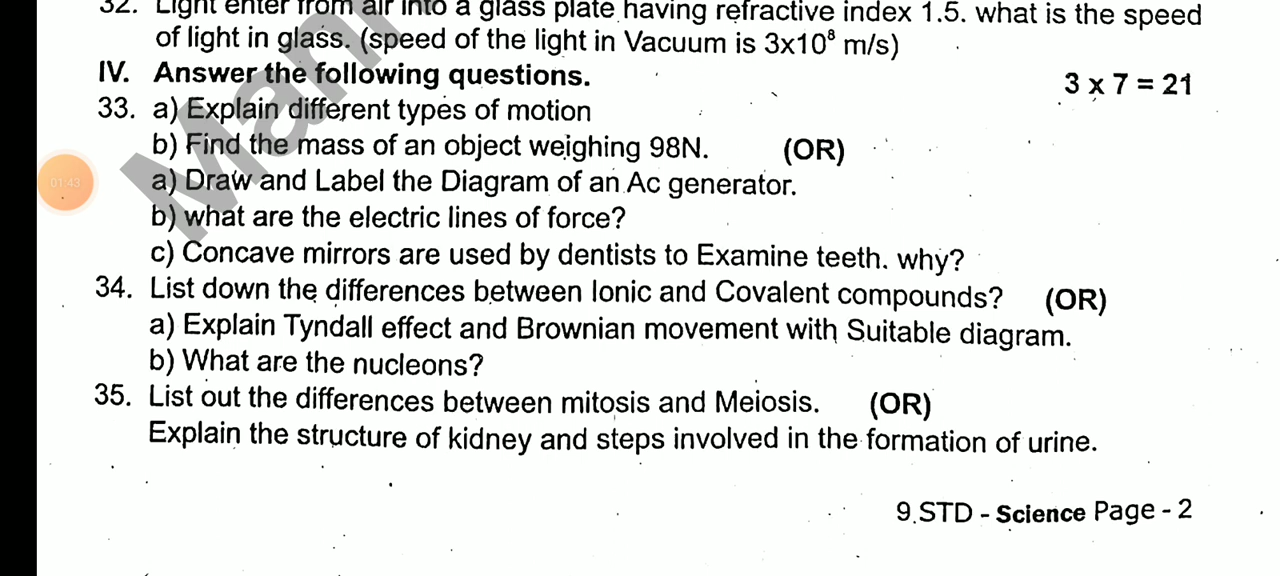 32. Light enter from air into a glass plate having refractive index 1.5. what is the speed
of light in glass. (speed of the light in Vacuum is 3x10⁸ m/s)
IV. Answer the following questions. 3 x 7 = 21
33. a) Explain different types of motion
b) Find the mass of an object weighing 98N. (OR)
01:43
a) Draw and Label the Diagram of an Ac generator.
b) what are the electric lines of force?
c) Concave mirrors are used by dentists to Examine teeth. why?
34. List down the differences between Ionic and Covalent compounds? (OR)
a) Explain Tyndall effect and Brownian movement with Suitable diagram.
b) What are the nucleons?
35. List out the differences between mitosis and Meiosis. (OR)
Explain the structure of kidney and steps involved in the formation of urine.
9.STD - Science Page - 2